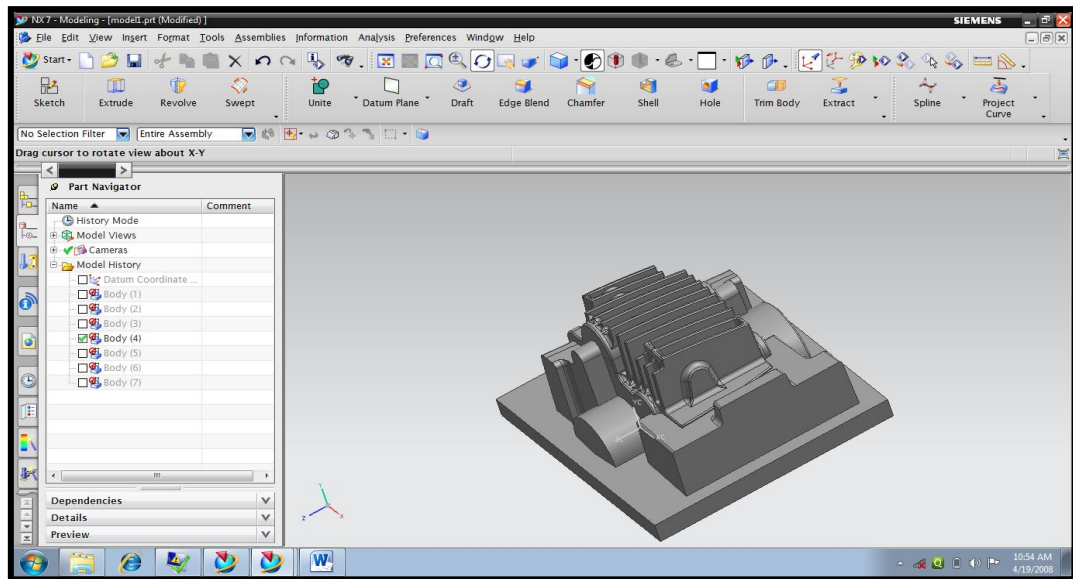 NX 7 - Modeling - [model1.prt (Modified) ]
SIEMENS
File Edit View Insert Format Tools Assemblies Information Analysis Preferences Window Help
Start
Sketch Extrude Revolve Swept Unite Datum Plane Draft Edge Blend Chamfer Shell Hole Trim Body Extract Spline Project Curve
No Selection Filter Entire Assembly
Drag cursor to rotate view about X-Y
Part Navigator
Name Comment
History Mode
Model Views
Cameras
Model History
Datum Coordinate ...
Body (1)
Body (2)
Body (3)
Body (4)
Body (5)
Body (6)
Body (7)
YC
XC
Dependencies
Details
Preview
Y
Z X
10:54 AM
4/19/2008